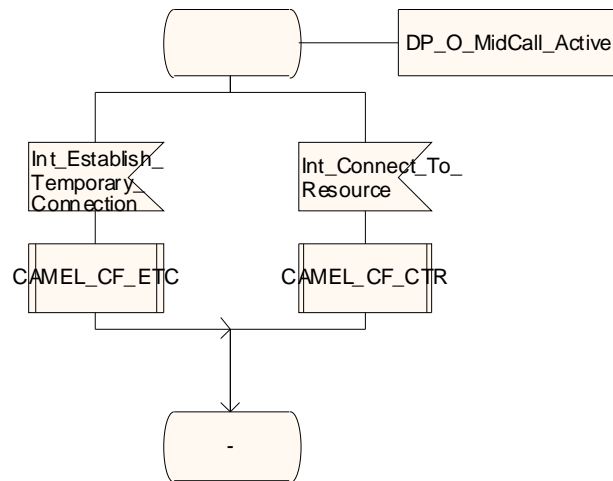 DP_O_MidCall_Active
Int_Establish_
Temporary_
Connection
Int_Connect_To_
Resource
CAMEL_CF_ETC
CAMEL_CF_CTR
-